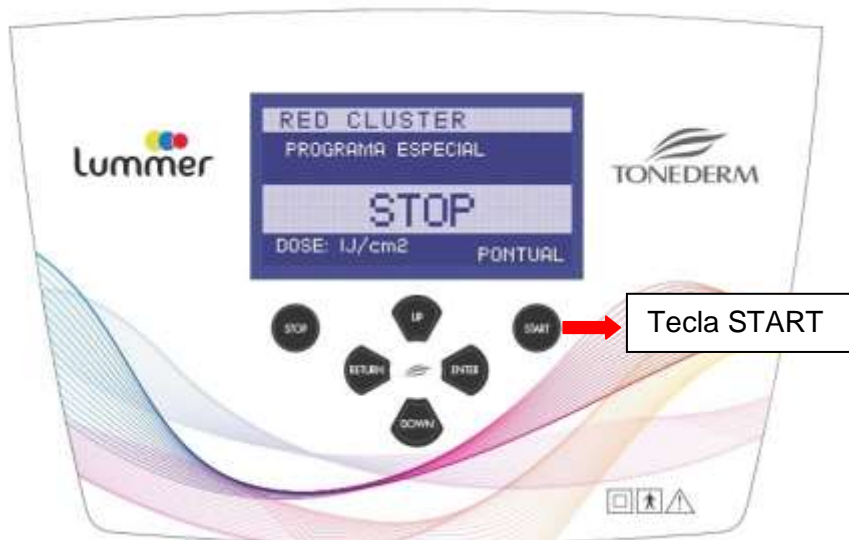 RED CLUSTER
PROGRAMA ESPECIAL
lummer
TONEDERM
STOP
DOSE: 1J/cm2
PONTUAL
STOP
UP
START
Tecla START
RETURN
ENTER
DOWN